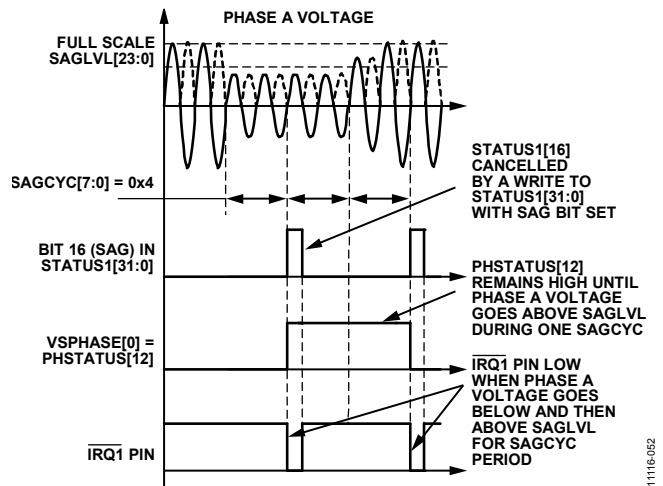 PHASE A VOLTAGE
FULL SCALE
SAGLVL[23:0]
SAGCYC[7:0] = 0x4
STATUS1[16]
CANCELLED
BY A WRITE TO
STATUS1[31:0]
WITH SAG BIT SET
BIT 16 (SAG) IN
STATUS1[31:0]
PHSTATUS[12]
REMAINS HIGH UNTIL
PHASE A VOLTAGE
GOES ABOVE SAGLVL
DURING ONE SAGCYC
VSPHASE[0] =
PHSTATUS[12]
IRQ1 PIN LOW
WHEN PHASE A
VOLTAGE GOES
BELOW AND THEN
ABOVE SAGLVL
FOR SAGCYC
PERIOD
IRQ1 PIN
11116-052